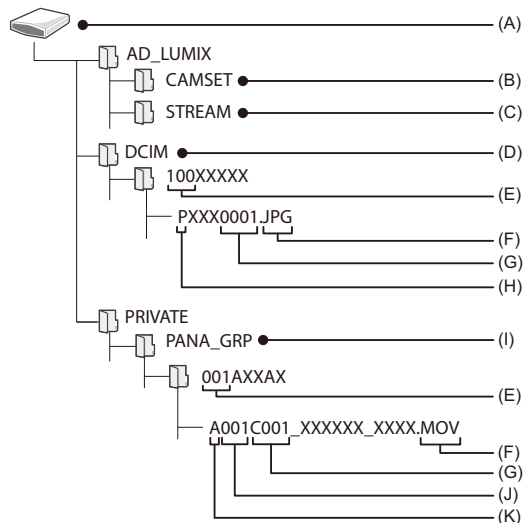 (A)
AD_LUMIX
CAMSET (B)
STREAM (C)
DCIM (D)
100XXXXX
(E)
PXXX0001.JPG
(F)
(G)
(H)
PRIVATE
PANA_GRP (I)
001AXXAX
(E)
A001C001_XXXXXX_XXXX.MOV
(F)
(G)
(J)
(K)